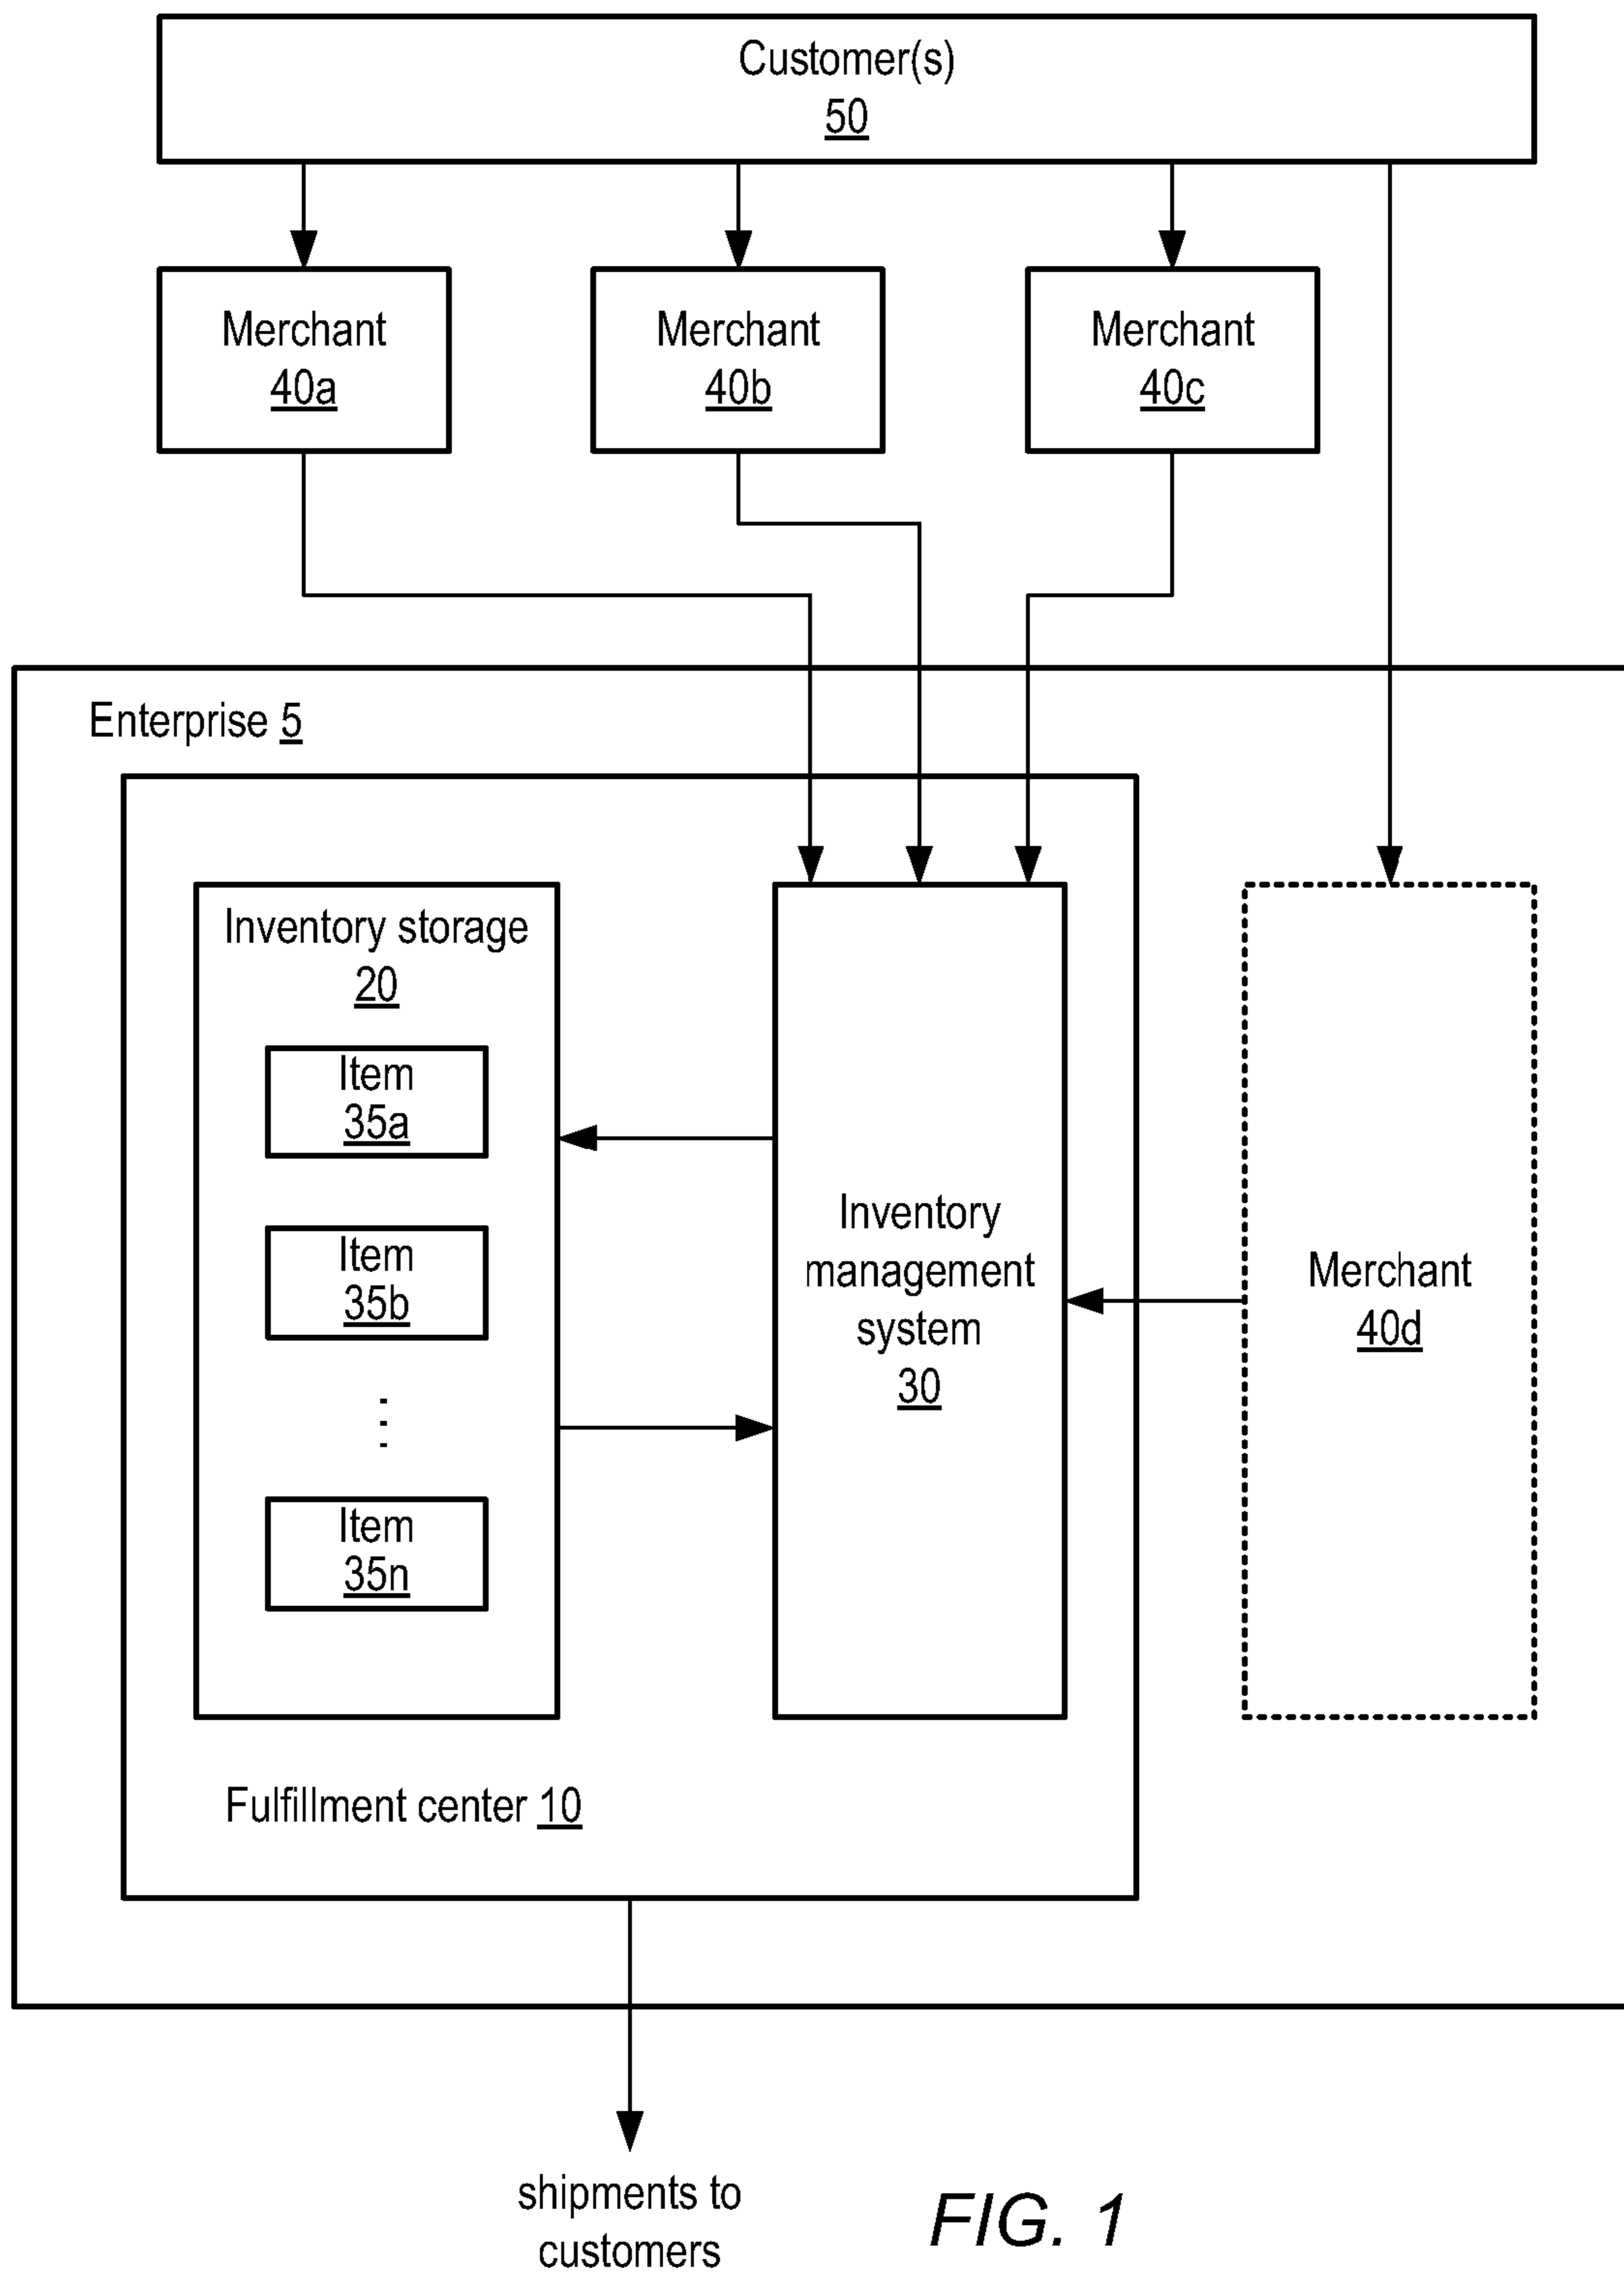 Customer(s)
50
Merchant
40a
Merchant
40b
Merchant
40c
Enterprise 5
Inventory storage
20
Item
35a
Item
35b
Item
35n
Inventory
management
system
30
Merchant
40d
Fulfillment center 10
shipments to
customers
FIG. 1